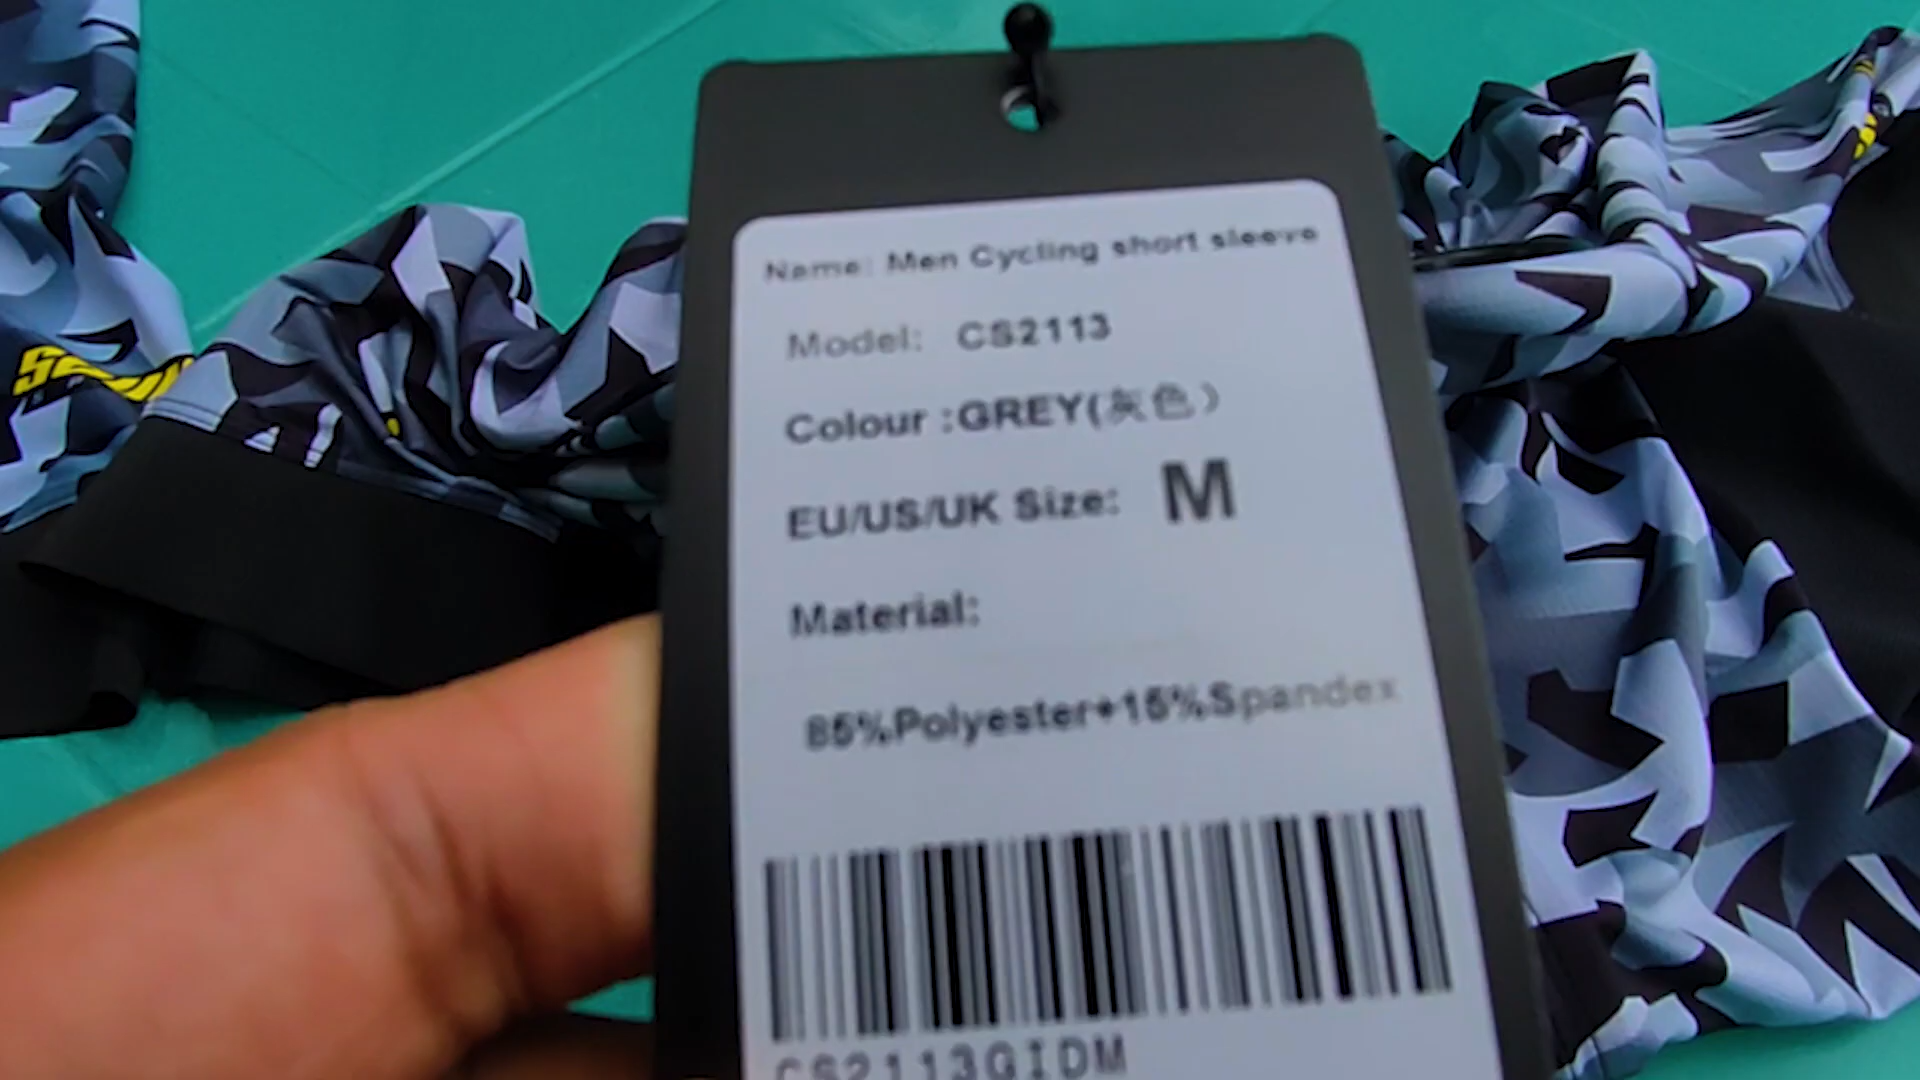 Name: Men Cycling short sleeve
Model: CS2113
Colour :GREY(灰色）
EU/US/UK Size: M
Material:
85%Polyester+15%Spandex
CS2113GIDM